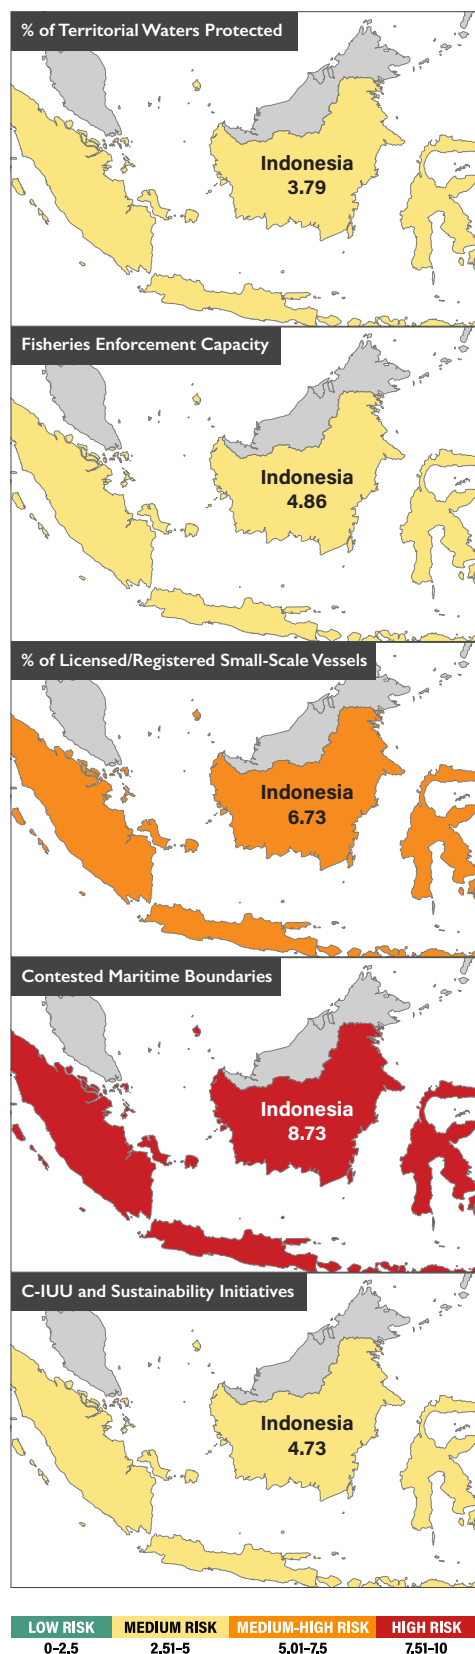 % of Territorial Waters Protected
Indonesia
3.79
Fisheries Enforcement Capacity
Indonesia
4.86
% of Licensed/Registered Small-Scale Vessels
Indonesia
6.73
Contested Maritime Boundaries
Indonesia
8.73
C-IUU and Sustainability Initiatives
Indonesia
4.73
LOW RISK MEDIUM RISK MEDIUM-HIGH RISK HIGH RISK
0–2.5 2.51–5 5.01–7.5 7.51–10